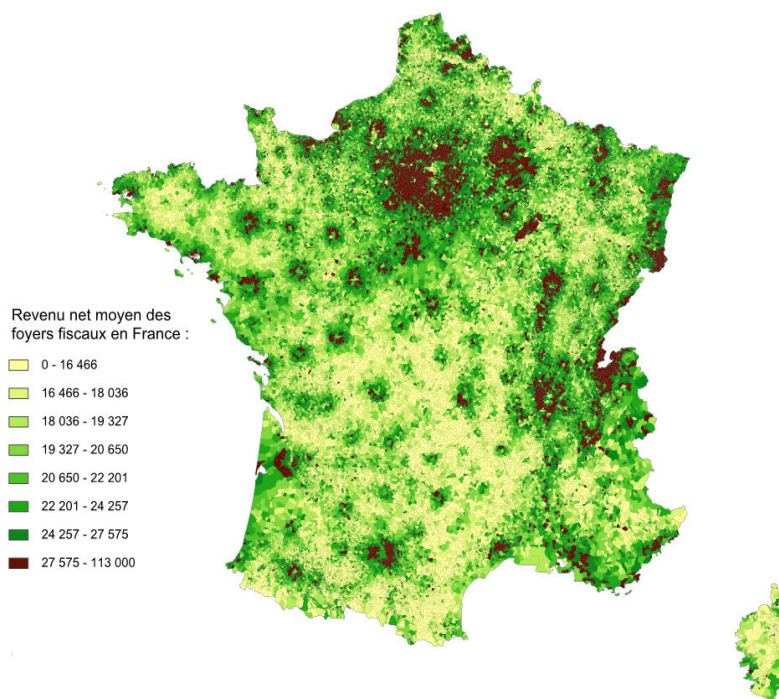 Revenu net moyen des
foyers fiscaux en France :
0 - 16 466
16 466 - 18 036
18 036 - 19 327
19 327 - 20 650
20 650 - 22 201
22 201 - 24 257
24 257 - 27 575
27 575 - 113 000